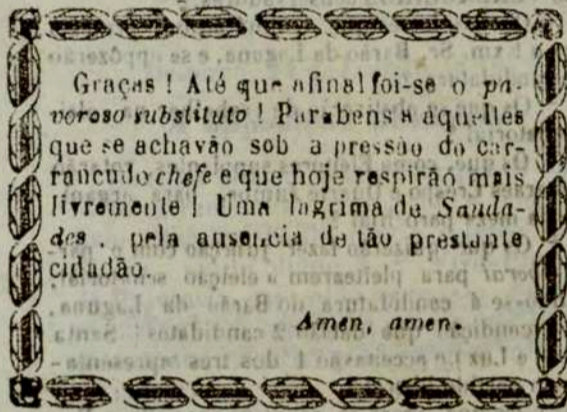 Graças ! Até que afinal foi-se o pa-
voroso substituto ! Parabens a aquelles
que se achavão sob a pressão do car-
rancudo chefe e que hoje respirão mais
livremente ! Uma lagrima de Sauda-
des . pela ausencia de tão prestante
cidadão.
Amen, amen.